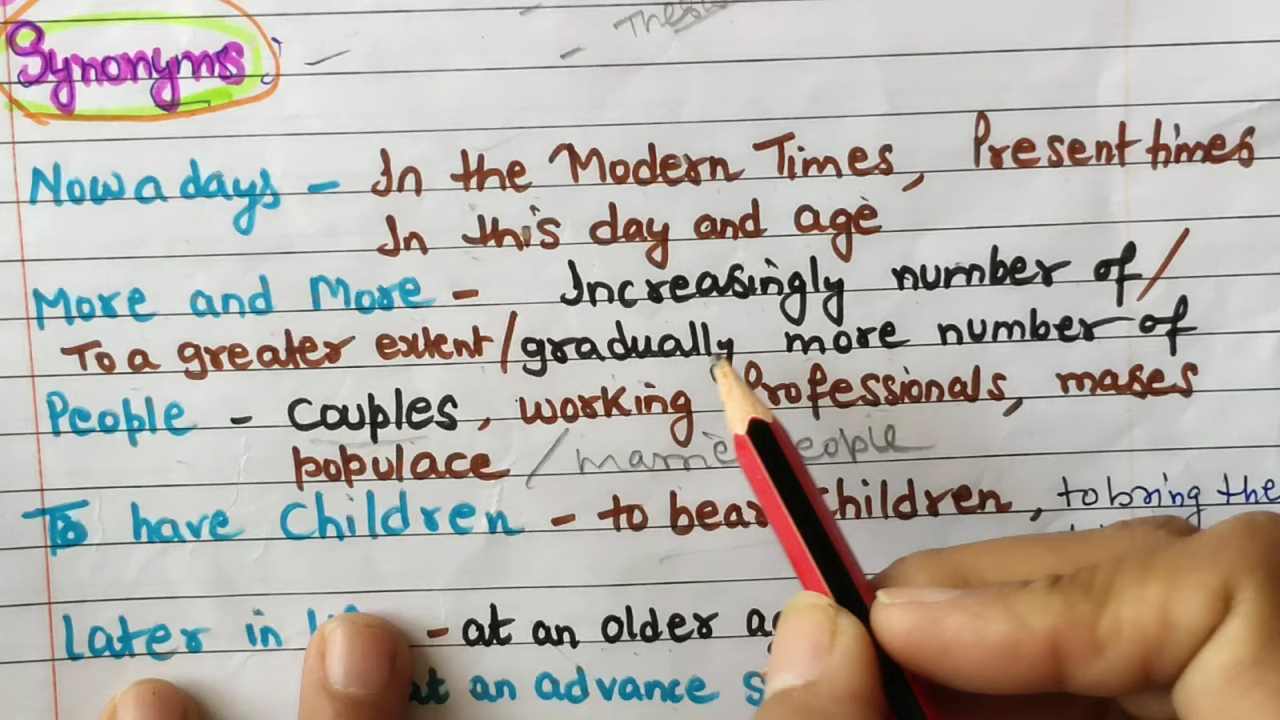 Synonyms:
Nowadays - In the Modern Times, Present times
In this day and age
More and More - Increasingly number of /
To a greater extent/gradually more number of
People - couples, working Professionals, mases
populace /
To have Children - to bear children, to bring the
Later in - at an older
at an advance